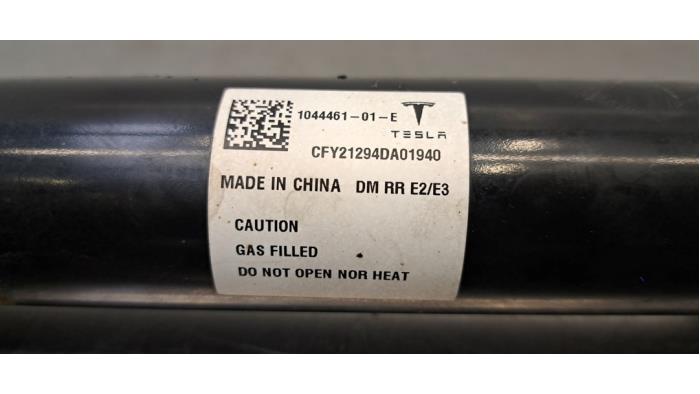 1044461-01-E
TESLA
CFY21294DA01940
MADE IN CHINA DM RR E2/E3
CAUTION
GAS FILLED
DO NOT OPEN NOR HEAT